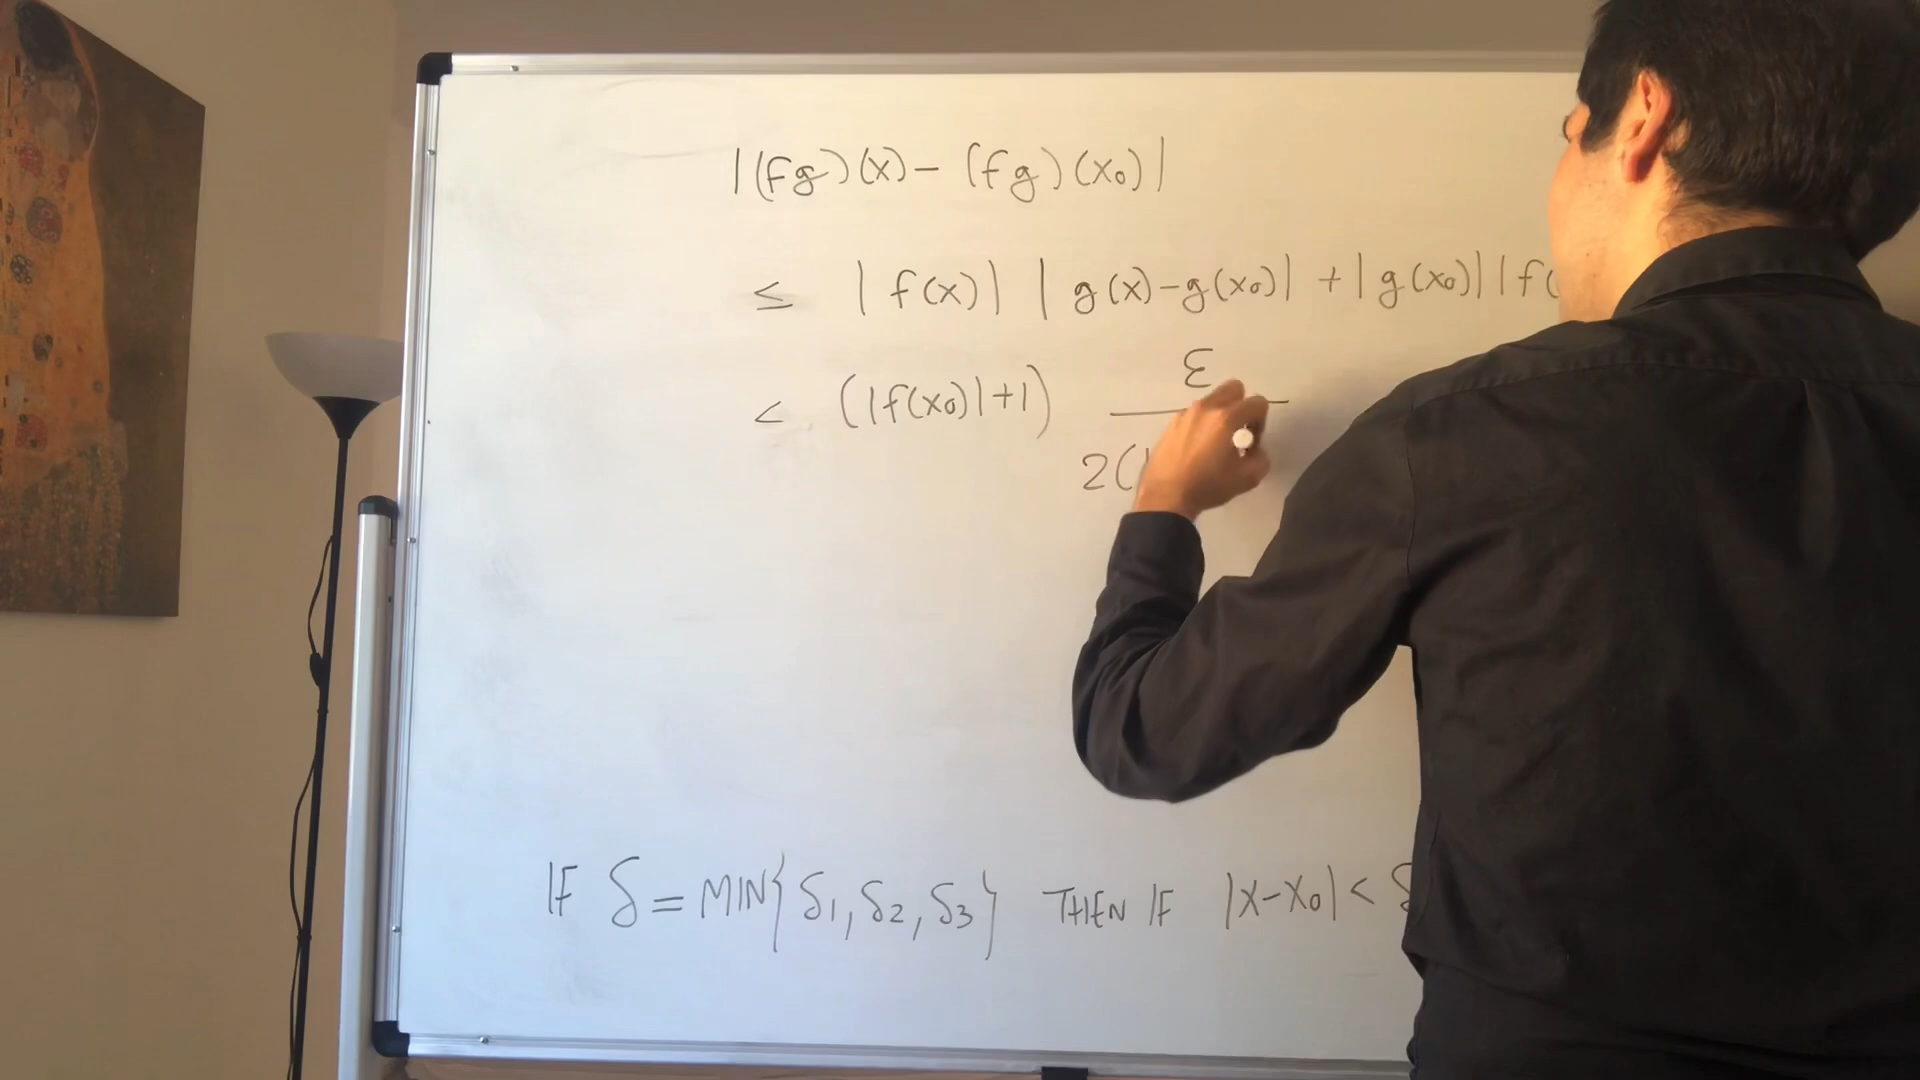 |(fg)(x)-(fg)(x₀)|
≤ |f(x)| |g(x)-g(x₀)| + |g(x₀)| |f(
< (|f(x₀)|+1) ε
2(|
IF δ = MIN{δ1, δ2, δ3} THEN IF |x-x₀| < δ